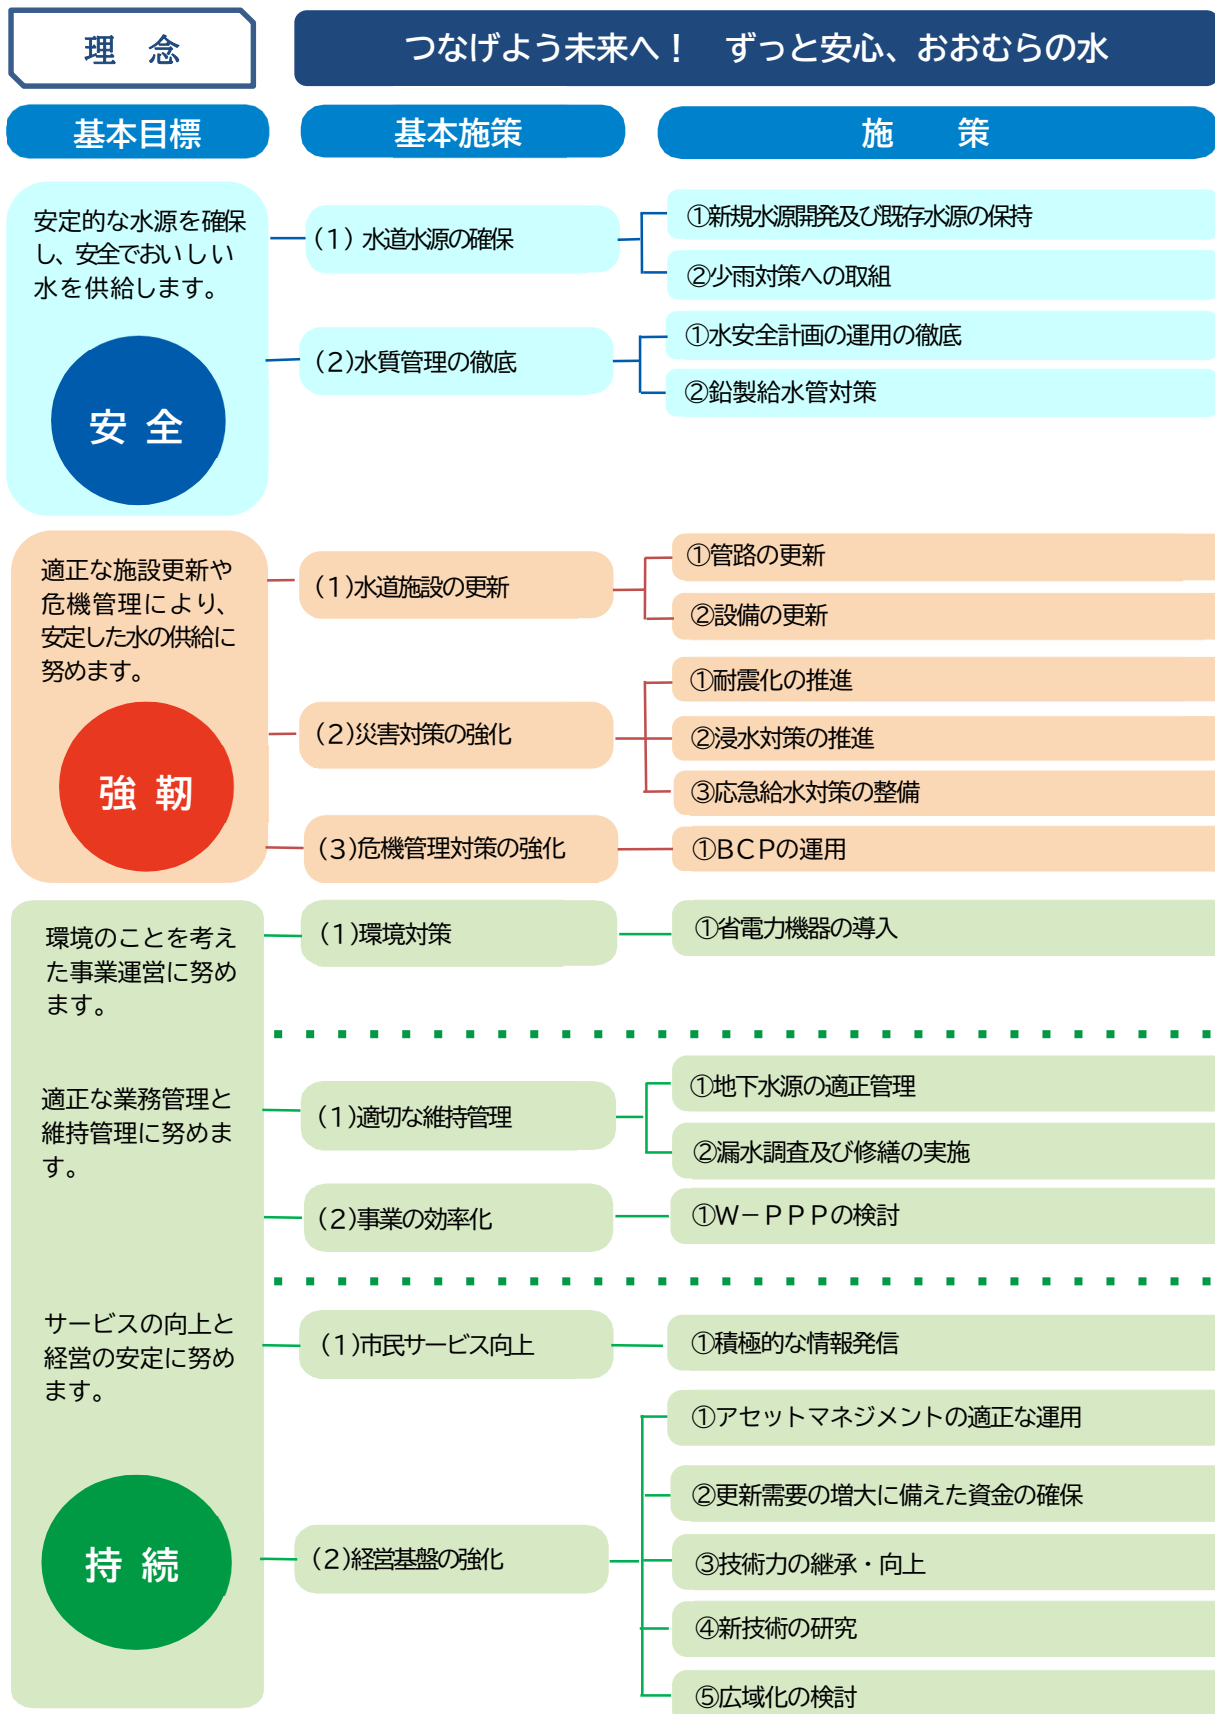 理　念
つなげよう未来へ！　ずっと安心、おおむらの水
基本目標
基本施策
施　　策
安定的な水源を確保
し、安全でおいしい
水を供給します。
安 全
（1）水道水源の確保
①新規水源開発及び既存水源の保持
②少雨対策への取組
（2）水質管理の徹底
①水安全計画の運用の徹底
②鉛製給水管対策
適正な施設更新や
危機管理により、
安定した水の供給に
努めます。
強 靭
（1）水道施設の更新
①管路の更新
②設備の更新
（2）災害対策の強化
①耐震化の推進
②浸水対策の推進
③応急給水対策の整備
（3）危機管理対策の強化
①ＢＣＰの運用
環境のことを考え
た事業運営に努め
ます。
（1）環境対策
①省電力機器の導入
適正な業務管理と
維持管理に努めま
す。
（1）適切な維持管理
①地下水源の適正管理
②漏水調査及び修繕の実施
（2）事業の効率化
①Ｗ－ＰＰＰの検討
サービスの向上と
経営の安定に努め
ます。
持 続
（1）市民サービス向上
①積極的な情報発信
（2）経営基盤の強化
①アセットマネジメントの適正な運用
②更新需要の増大に備えた資金の確保
③技術力の継承・向上
④新技術の研究
⑤広域化の検討